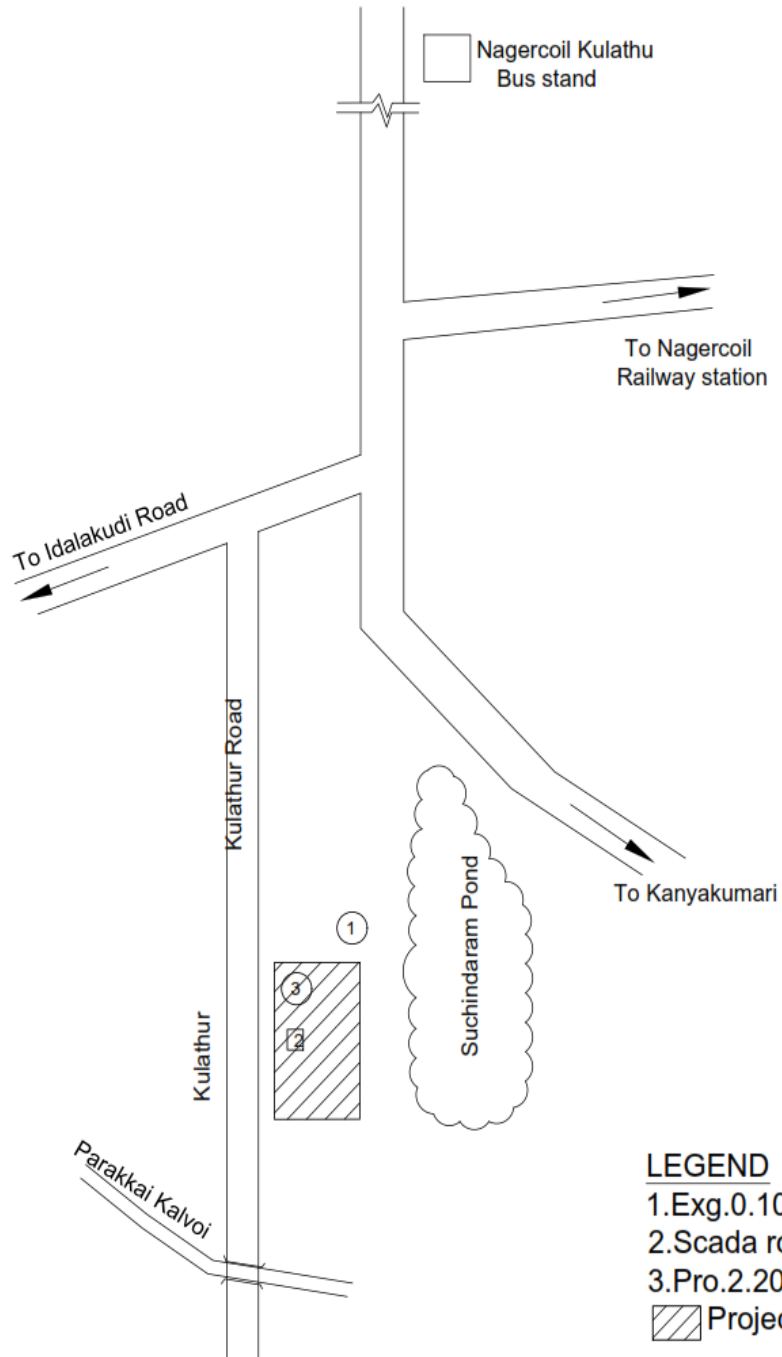 Nagercoil Kulathu
Bus stand
To Nagercoil
Railway station
To Idalakudi Road
Kulathur Road
To Kanyakumari
Suchindaram Pond
1
3
2
Kulathur
Parakkai Kalvoi
LEGEND
1.Exg.0.10
2.Scada ro
3.Pro.2.20
Projec